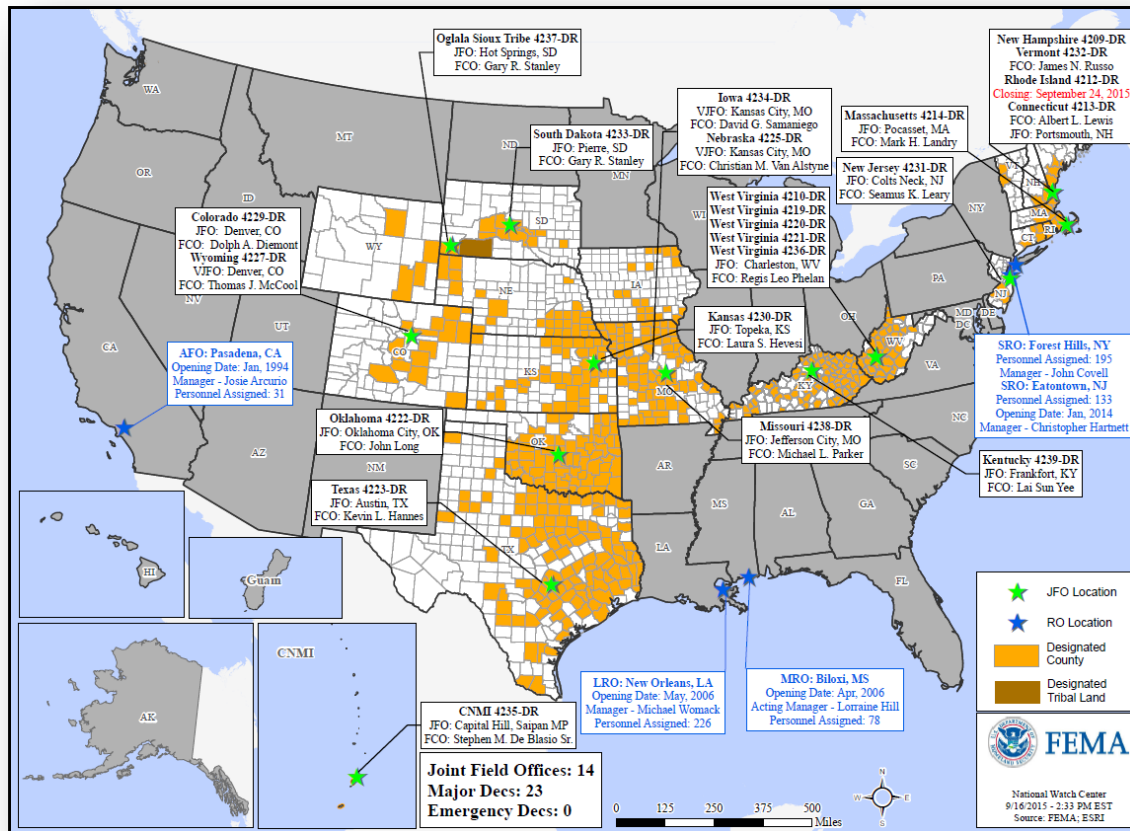 Oglala Sioux Tribe 4237-DR
JFO: Hot Springs, SD
FCO: Gary R. Stanley
New Hampshire 4209-DR
Vermont 4232-DR
FCO: James N. Russo
Rhode Island 4212-DR
Closing: September 24, 2015
Connecticut 4213-DR
FCO: Albert L. Lewis
JFO: Portsmouth, NH
Iowa 4234-DR
VJFO: Kansas City, MO
FCO: David G. Samaniego
Nebraska 4225-DR
VJFO: Kansas City, MO
FCO: Christian M. Van Alstyne
Massachusetts 4214-DR
JFO: Pocasset, MA
FCO: Mark H. Landry
South Dakota 4233-DR
JFO: Pierre, SD
FCO: Gary R. Stanley
New Jersey 4231-DR
JFO: Colts Neck, NJ
FCO: Seamus K. Leary
West Virginia 4210-DR
West Virginia 4219-DR
West Virginia 4220-DR
West Virginia 4221-DR
West Virginia 4236-DR
JFO: Charleston, WV
FCO: Regis Leo Phelan
Colorado 4229-DR
JFO: Denver, CO
FCO: Dolph A. Diemont
Wyoming 4227-DR
VJFO: Denver, CO
FCO: Thomas J. McCool
Kansas 4230-DR
JFO: Topeka, KS
FCO: Laura S. Hevesi
AFO: Pasadena, CA
Opening Date: Jan, 1994
Manager - Josie Arcurio
Personnel Assigned: 31
SRO: Forest Hills, NY
Personnel Assigned: 195
Manager - John Covell
SRO: Eatontown, NJ
Personnel Assigned: 133
Opening Date: Jan, 2014
Manager - Christopher Hartnett
Oklahoma 4222-DR
JFO: Oklahoma City, OK
FCO: John Long
Missouri 4238-DR
JFO: Jefferson City, MO
FCO: Michael L. Parker
Kentucky 4239-DR
JFO: Frankfort, KY
FCO: Lai Sun Yee
Texas 4223-DR
JFO: Austin, TX
FCO: Kevin L. Hannes
LRO: New Orleans, LA
Opening Date: May, 2006
Manager - Michael Womack
Personnel Assigned: 226
MRO: Biloxi, MS
Opening Date: Apr, 2006
Acting Manager - Lorraine Hill
Personnel Assigned: 78
CNMI 4235-DR
JFO: Capital Hill, Saipan MP
FCO: Stephen M. De Blasio Sr.
Joint Field Offices: 14
Major Decs: 23
Emergency Decs: 0
WA
MT
ND
MN
OR
ID
SD
WI
WY
NY
VT
NH
MA
CT
RI
NE
IA
PA
NJ
OH
MD
DE
DC
NV
UT
CO
CA
KS
MO
KY
WV
VA
NC
AZ
NM
OK
AR
SC
MS
AL
GA
TX
LA
FL
HI
Guam
AK
CNMI
JFO Location
RO Location
Designated
County
Designated
Tribal Land
U.S. DEPARTMENT OF HOMELAND SECURITY
FEMA
National Watch Center
9/16/2015 - 2:33 PM EST
Source: FEMA; ESRI
N
W
E
S
0 125 250 375 500
Miles